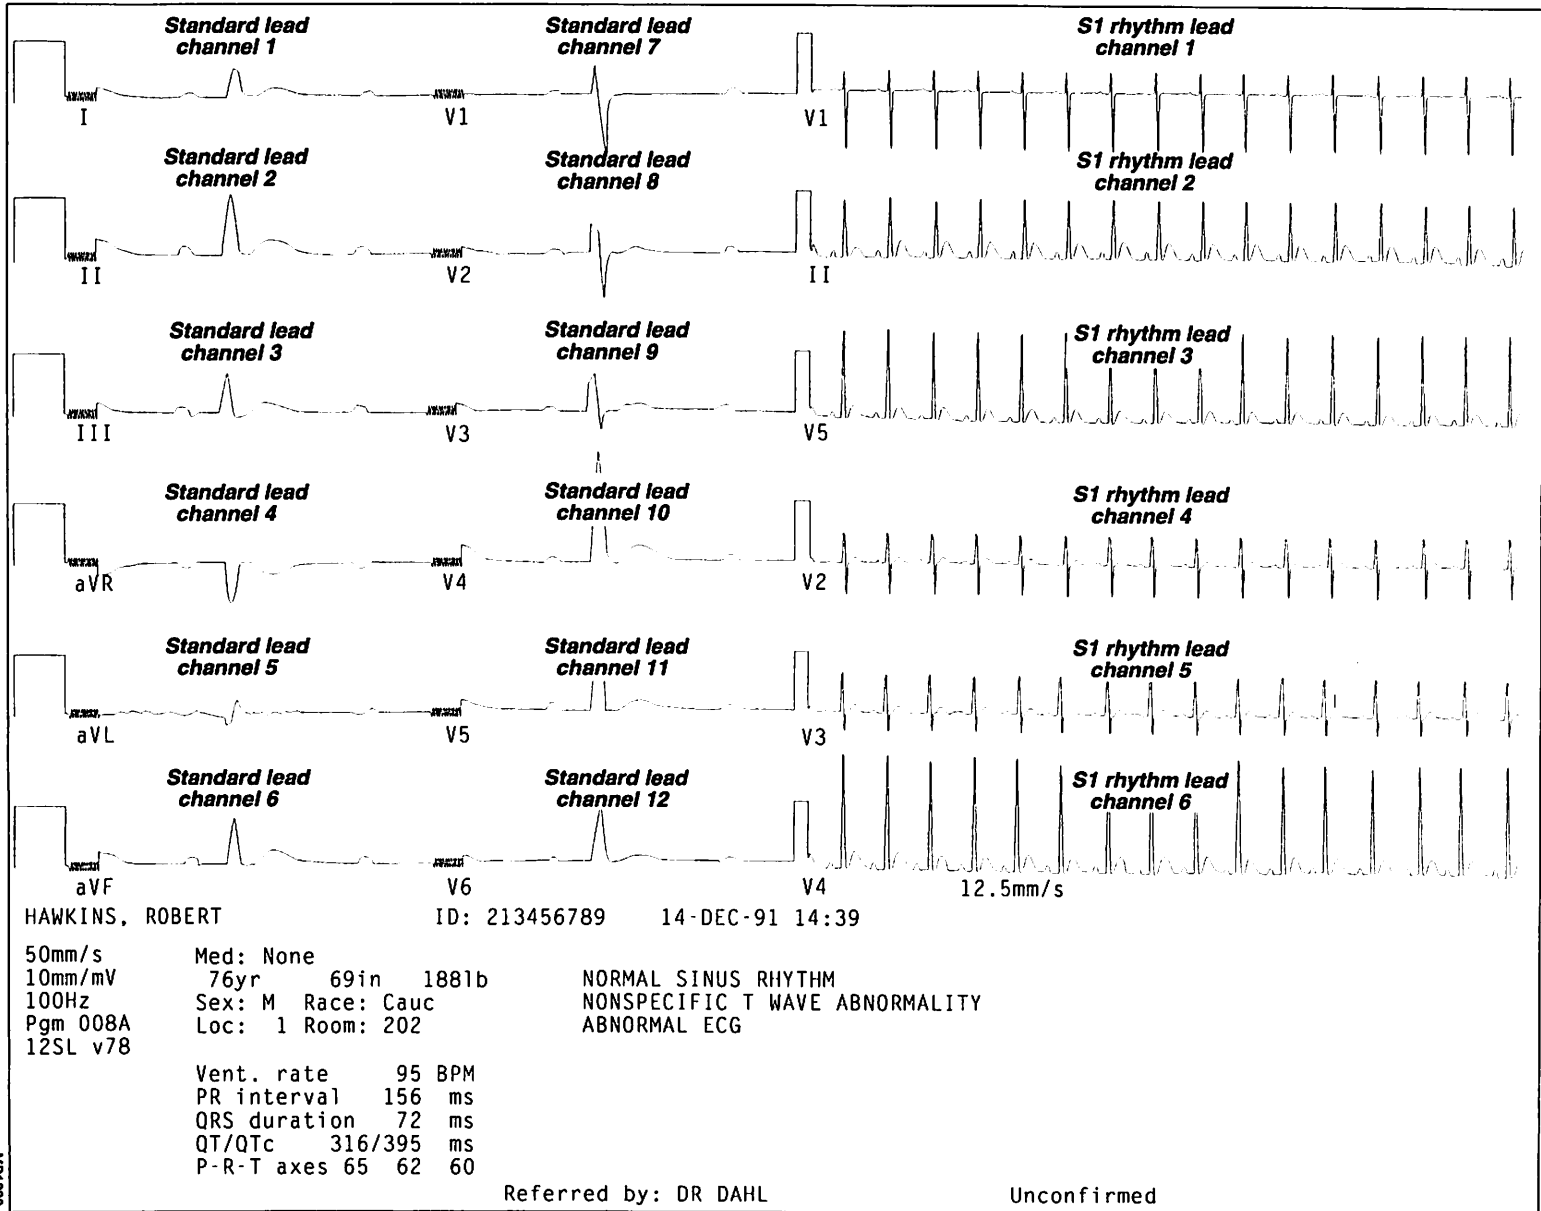 Standard lead
channel 1
Standard lead
channel 7
S1 rhythm lead
channel 1
I
V1
V1
Standard lead
channel 2
Standard lead
channel 8
S1 rhythm lead
channel 2
II
V2
II
Standard lead
channel 3
Standard lead
channel 9
S1 rhythm lead
channel 3
III
V3
V5
Standard lead
channel 4
Standard lead
channel 10
S1 rhythm lead
channel 4
aVR
V4
V2
Standard lead
channel 5
Standard lead
channel 11
S1 rhythm lead
channel 5
aVL
V5
V3
Standard lead
channel 6
Standard lead
channel 12
S1 rhythm lead
channel 6
aVF
V6
V4
12.5mm/s
HAWKINS, ROBERT ID: 213456789 14-DEC-91 14:39
50mm/s
10mm/mV
100Hz
Pgm 008A
12SL v78
Med: None
76yr 69in 188lb
Sex: M Race: Cauc
Loc: 1 Room: 202
NORMAL SINUS RHYTHM
NONSPECIFIC T WAVE ABNORMALITY
ABNORMAL ECG
Vent. rate 95 BPM
PR interval 156 ms
QRS duration 72 ms
QT/QTc 316/395 ms
P-R-T axes 65 62 60
Referred by: DR DAHL
Unconfirmed